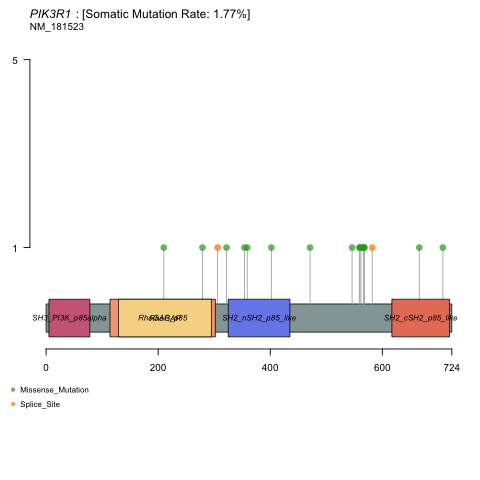 PIK3R1 : [Somatic Mutation Rate: 1.77%]
NM_181523
5
1
SH3_PI3K_p85alpha
SH2_nSH2_p85_like
SH2_cSH2_p85_like
0 200 400 600 724
Missense_Mutation
Splice_Site